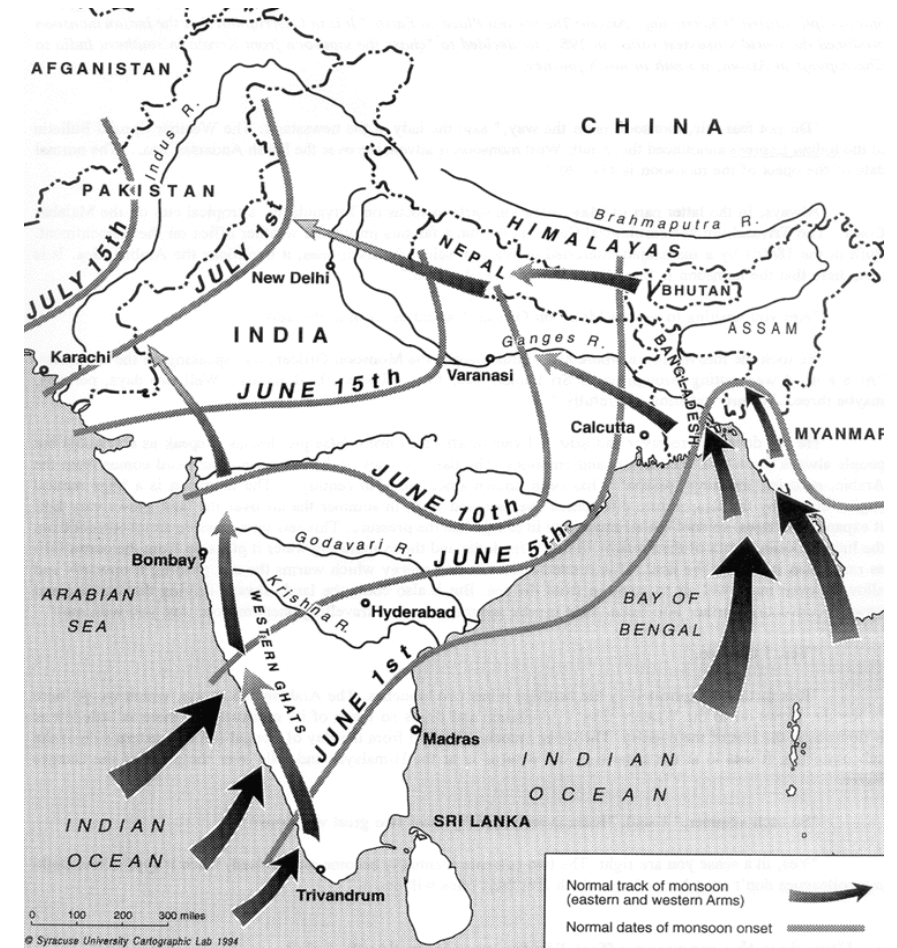 AFGANISTAN
CHINA
Indus R.
PAKISTAN
Brahmaputra R.
JULY 1st
HIMALAYAS
JULY 15th
NEPAL
New Delhi
BHUTAN
ASSAM
INDIA
Ganges R.
BANGLADESH
Karachi
Varanasi
JUNE 15th
Calcutta
MYANMAR
JUNE 10th
Godavari R.
JUNE 5th
Bombay
ARABIAN
SEA
WESTERN GHATS
Krishna R.
Hyderabad
BAY OF
BENGAL
JUNE 1st
Madras
INDIAN
OCEAN
SRI LANKA
INDIAN
OCEAN
Trivandrum
Normal track of monsoon
(eastern and western Arms)
Normal dates of monsoon onset
0 100 200 300 miles
© Syracuse University Cartographic Lab 1994